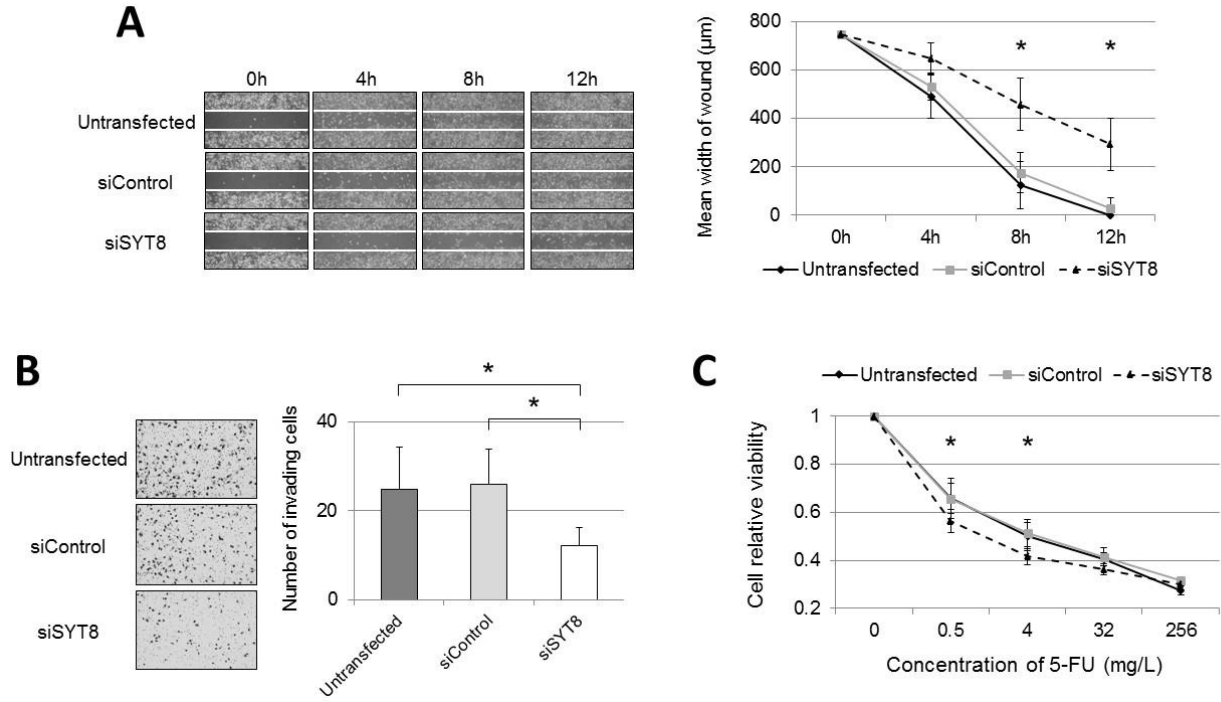 A
0h 4h 8h 12h
Untransfected
siControl
siSYT8
Mean width of wound (µm)
800
600
400
200
0
* *
0h 4h 8h 12h
Untransfected siControl siSYT8
B
Untransfected
siControl
siSYT8
Number of invading cells
40
20
0
*
*
Untransfected siControl siSYT8
C
Untransfected siControl siSYT8
Cell relative viability
1
0.8
0.6
0.4
0.2
* *
0 0.5 4 32 256
Concentration of 5-FU (mg/L)